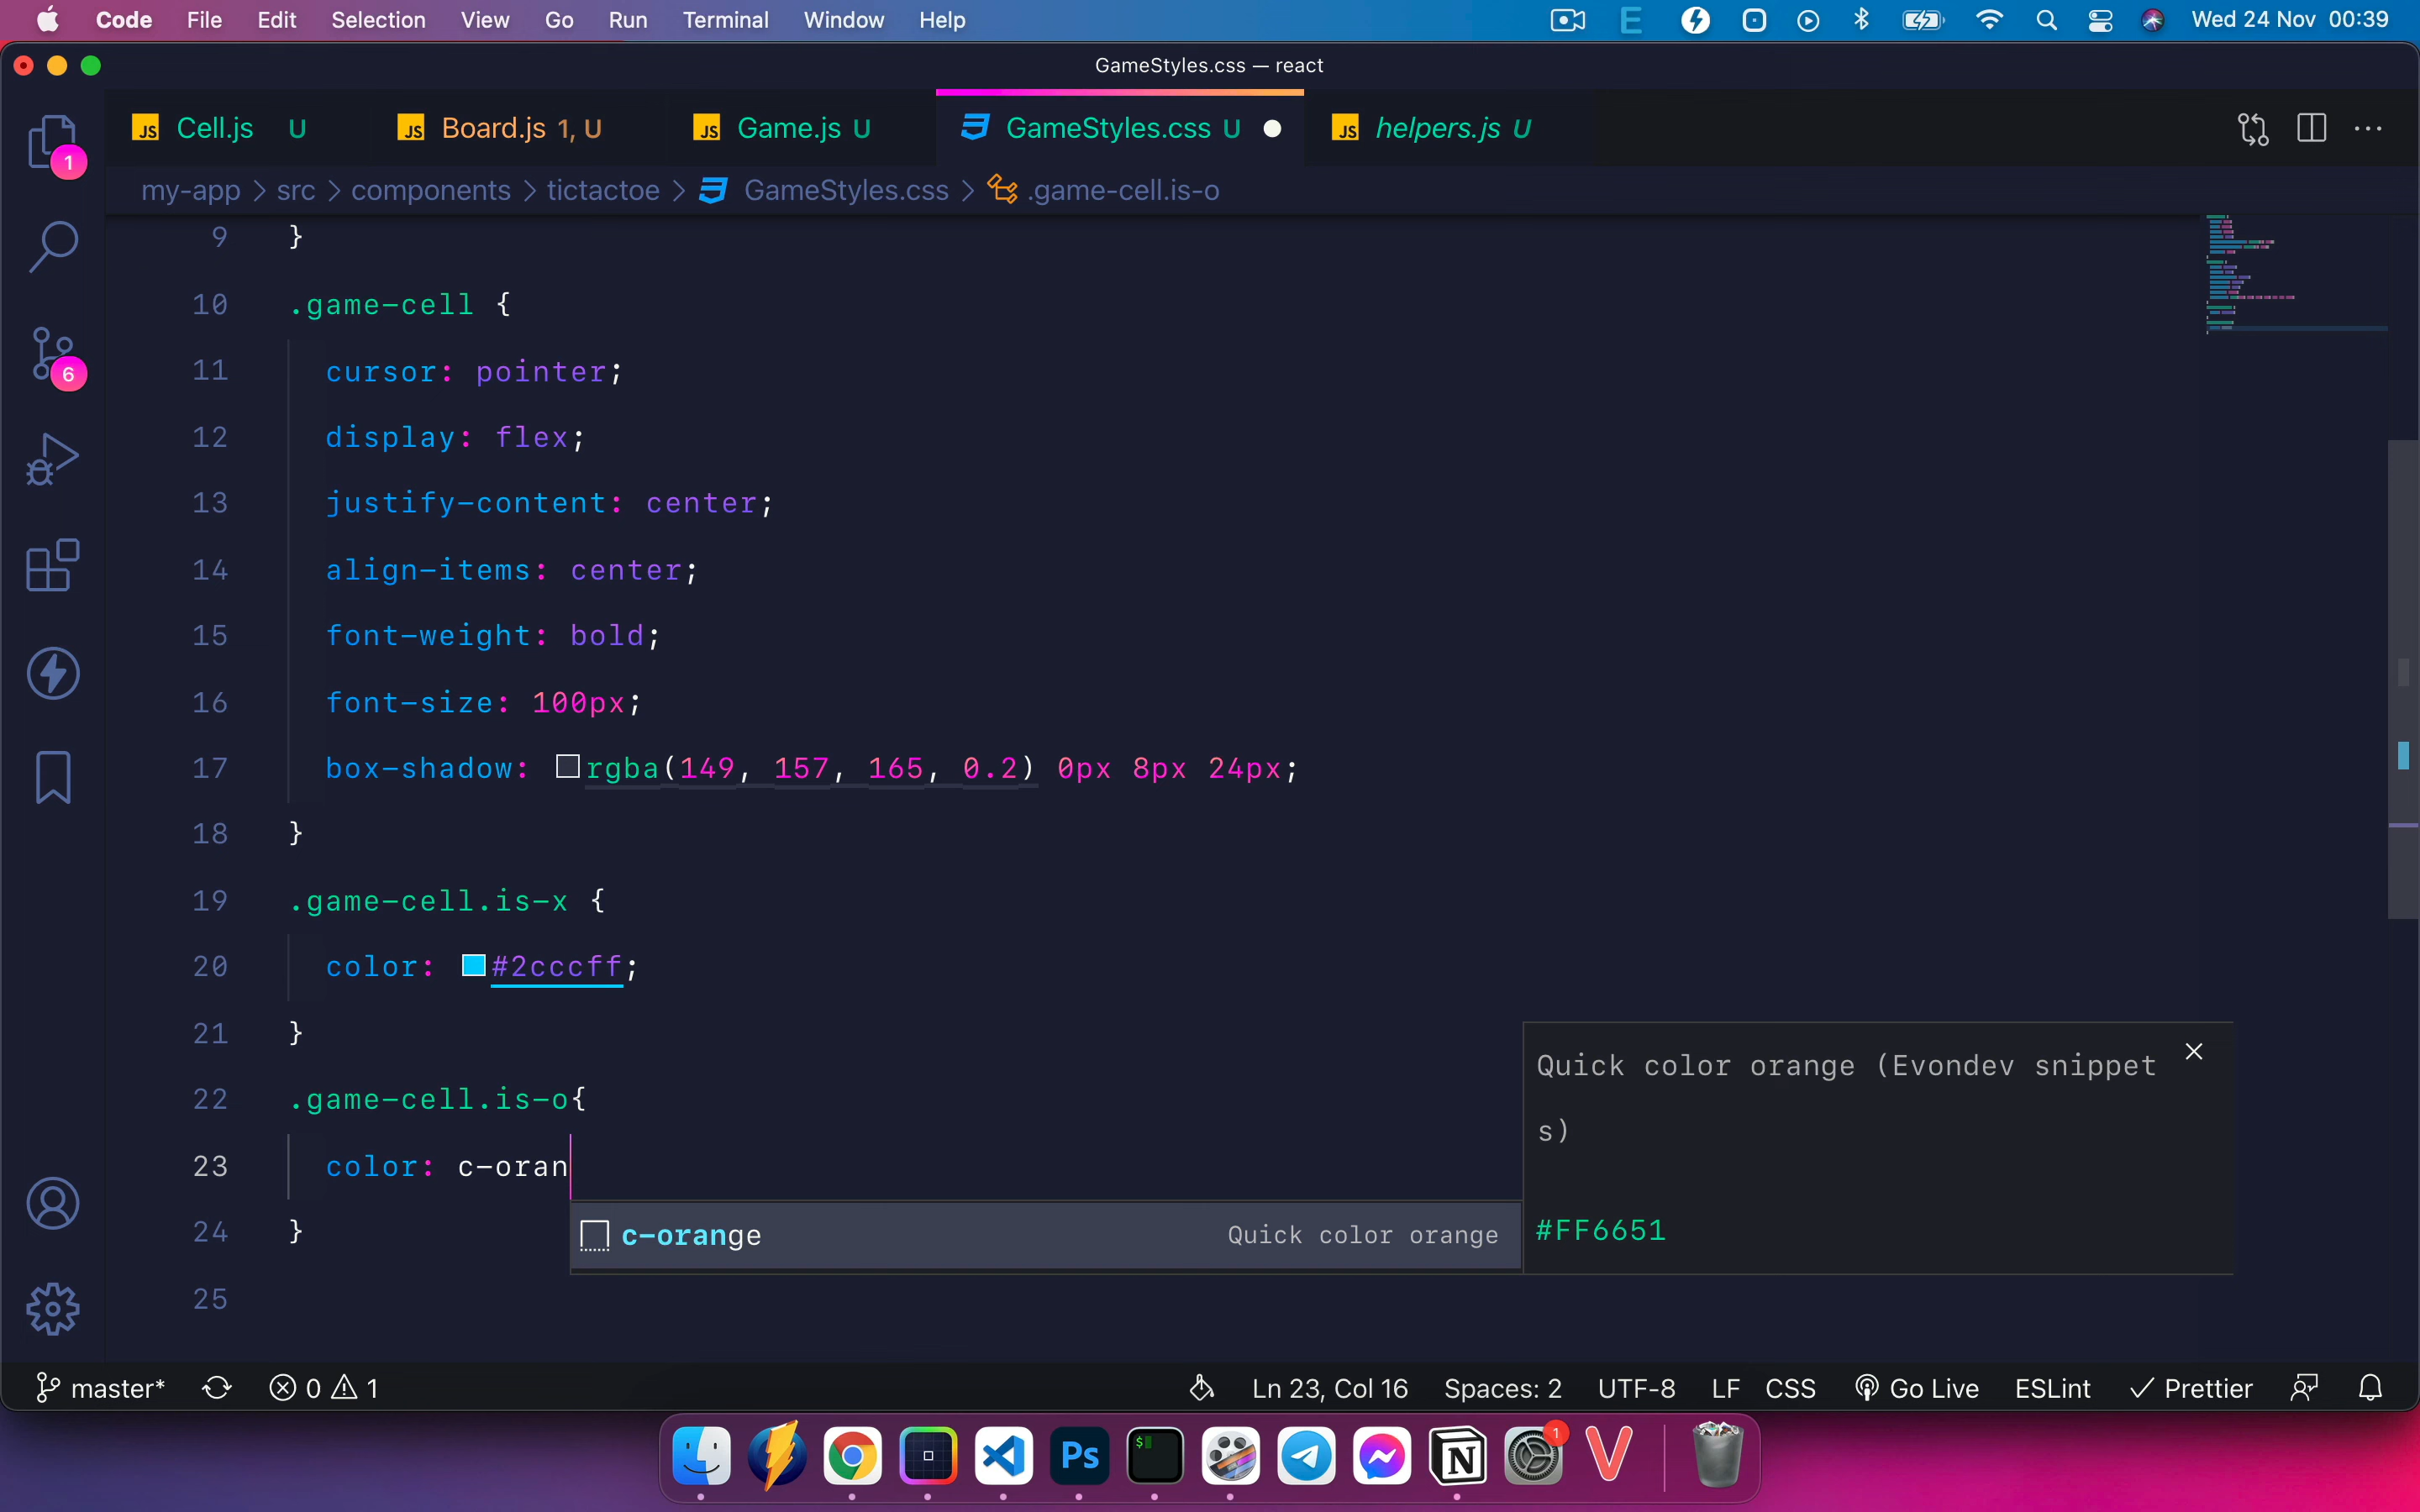 Code File Edit Selection View Go Run Terminal Window Help E Wed 24 Nov 00:39
GameStyles.css — react
JS Cell.js U JS Board.js 1, U JS Game.js U GameStyles.css U JS helpers.js U
my-app > src > components > tictactoe > GameStyles.css > .game-cell.is-o
1
6
9 }
10 .game-cell {
11 cursor: pointer;
12 display: flex;
13 justify-content: center;
14 align-items: center;
15 font-weight: bold;
16 font-size: 100px;
17 box-shadow: rgba(149, 157, 165, 0.2) 0px 8px 24px;
18 }
19 .game-cell.is-x {
20 color: #2cccff;
21 }
22 .game-cell.is-o{
23 color: c-oran
24 }
25
c-orange Quick color orange
Quick color orange (Evondev snippet
s)
#FF6651
master* 0 1 Ln 23, Col 16 Spaces: 2 UTF-8 LF CSS Go Live ESLint Prettier
Ps $ N 1